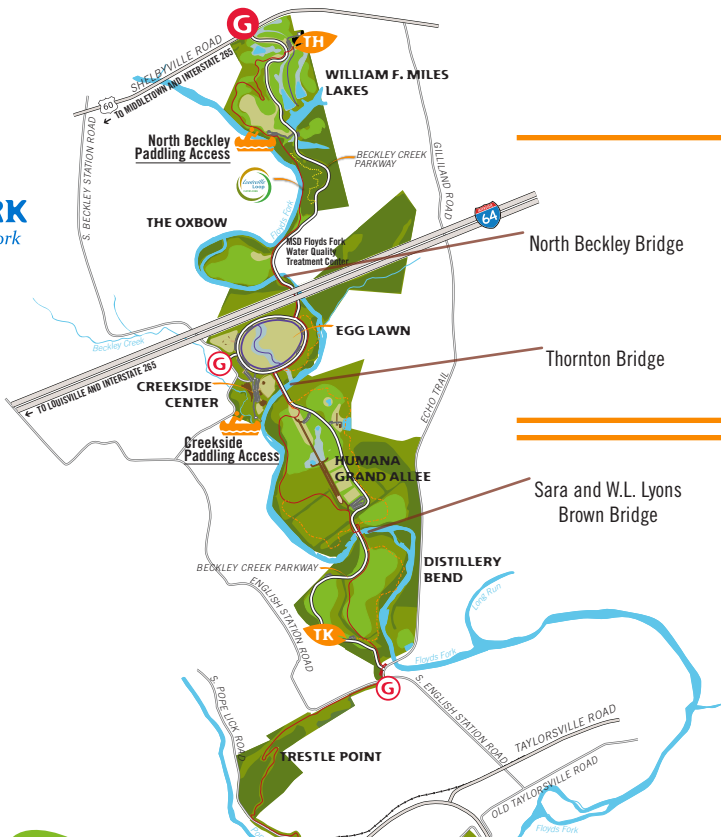 G
TH
SHELBYVILLE ROAD
60
← TO MIDDLETOWN AND INTERSTATE 265
WILLIAM F. MILES
LAKES
North Beckley
Paddling Access
BECKLEY CREEK
PARKWAY
S. BECKLEY STATION ROAD
GILLILAND ROAD
Louisville
Loop
RK
ork
THE OXBOW
Floyds Fork
64
MSD Floyds Fork
Water Quality
Treatment Center
North Beckley Bridge
EGG LAWN
Beckley Creek
G
Thornton Bridge
← TO LOUISVILLE AND INTERSTATE 265
CREEKSIDE
CENTER
ECHO TRAIL
Creekside
Paddling Access
HUMANA
GRAND ALLEE
Sara and W.L. Lyons
Brown Bridge
BECKLEY CREEK PARKWAY
DISTILLERY
BEND
ENGLISH STATION ROAD
Long Run
TK
Floyds Fork
G
S. POPE LICK ROAD
S. ENGLISH STATION ROAD
TAYLORSVILLE ROAD
TRESTLE POINT
OLD TAYLORSVILLE ROAD
Floyds Fork